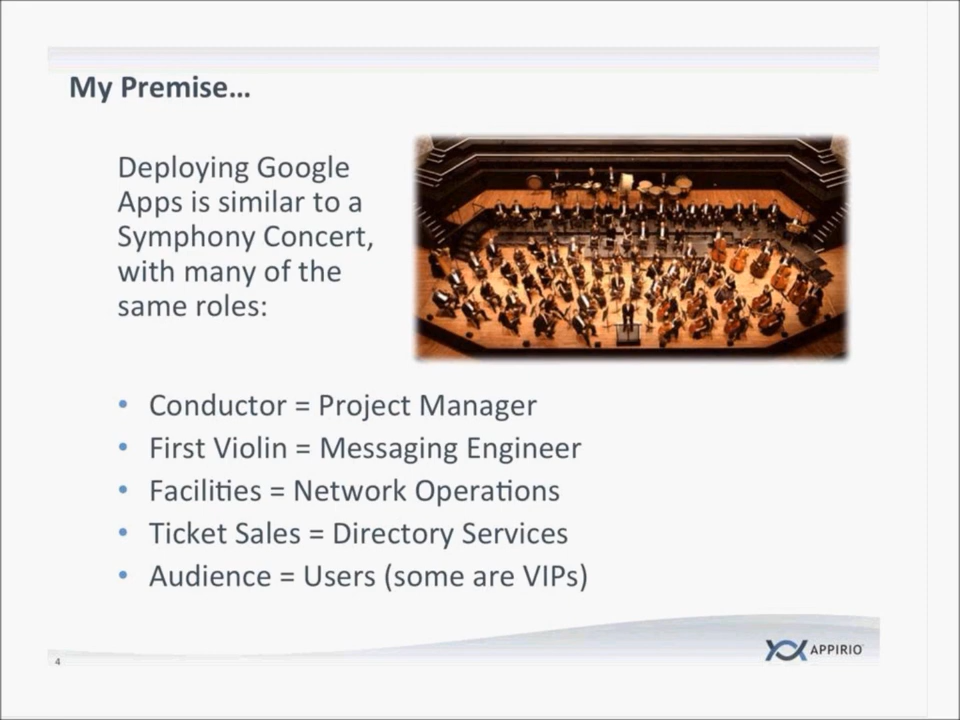 My Premise…
Deploying Google
Apps is similar to a
Symphony Concert,
with many of the
same roles:
• Conductor = Project Manager
• First Violin = Messaging Engineer
• Facilities = Network Operations
• Ticket Sales = Directory Services
• Audience = Users (some are VIPs)
4
APPIRIO